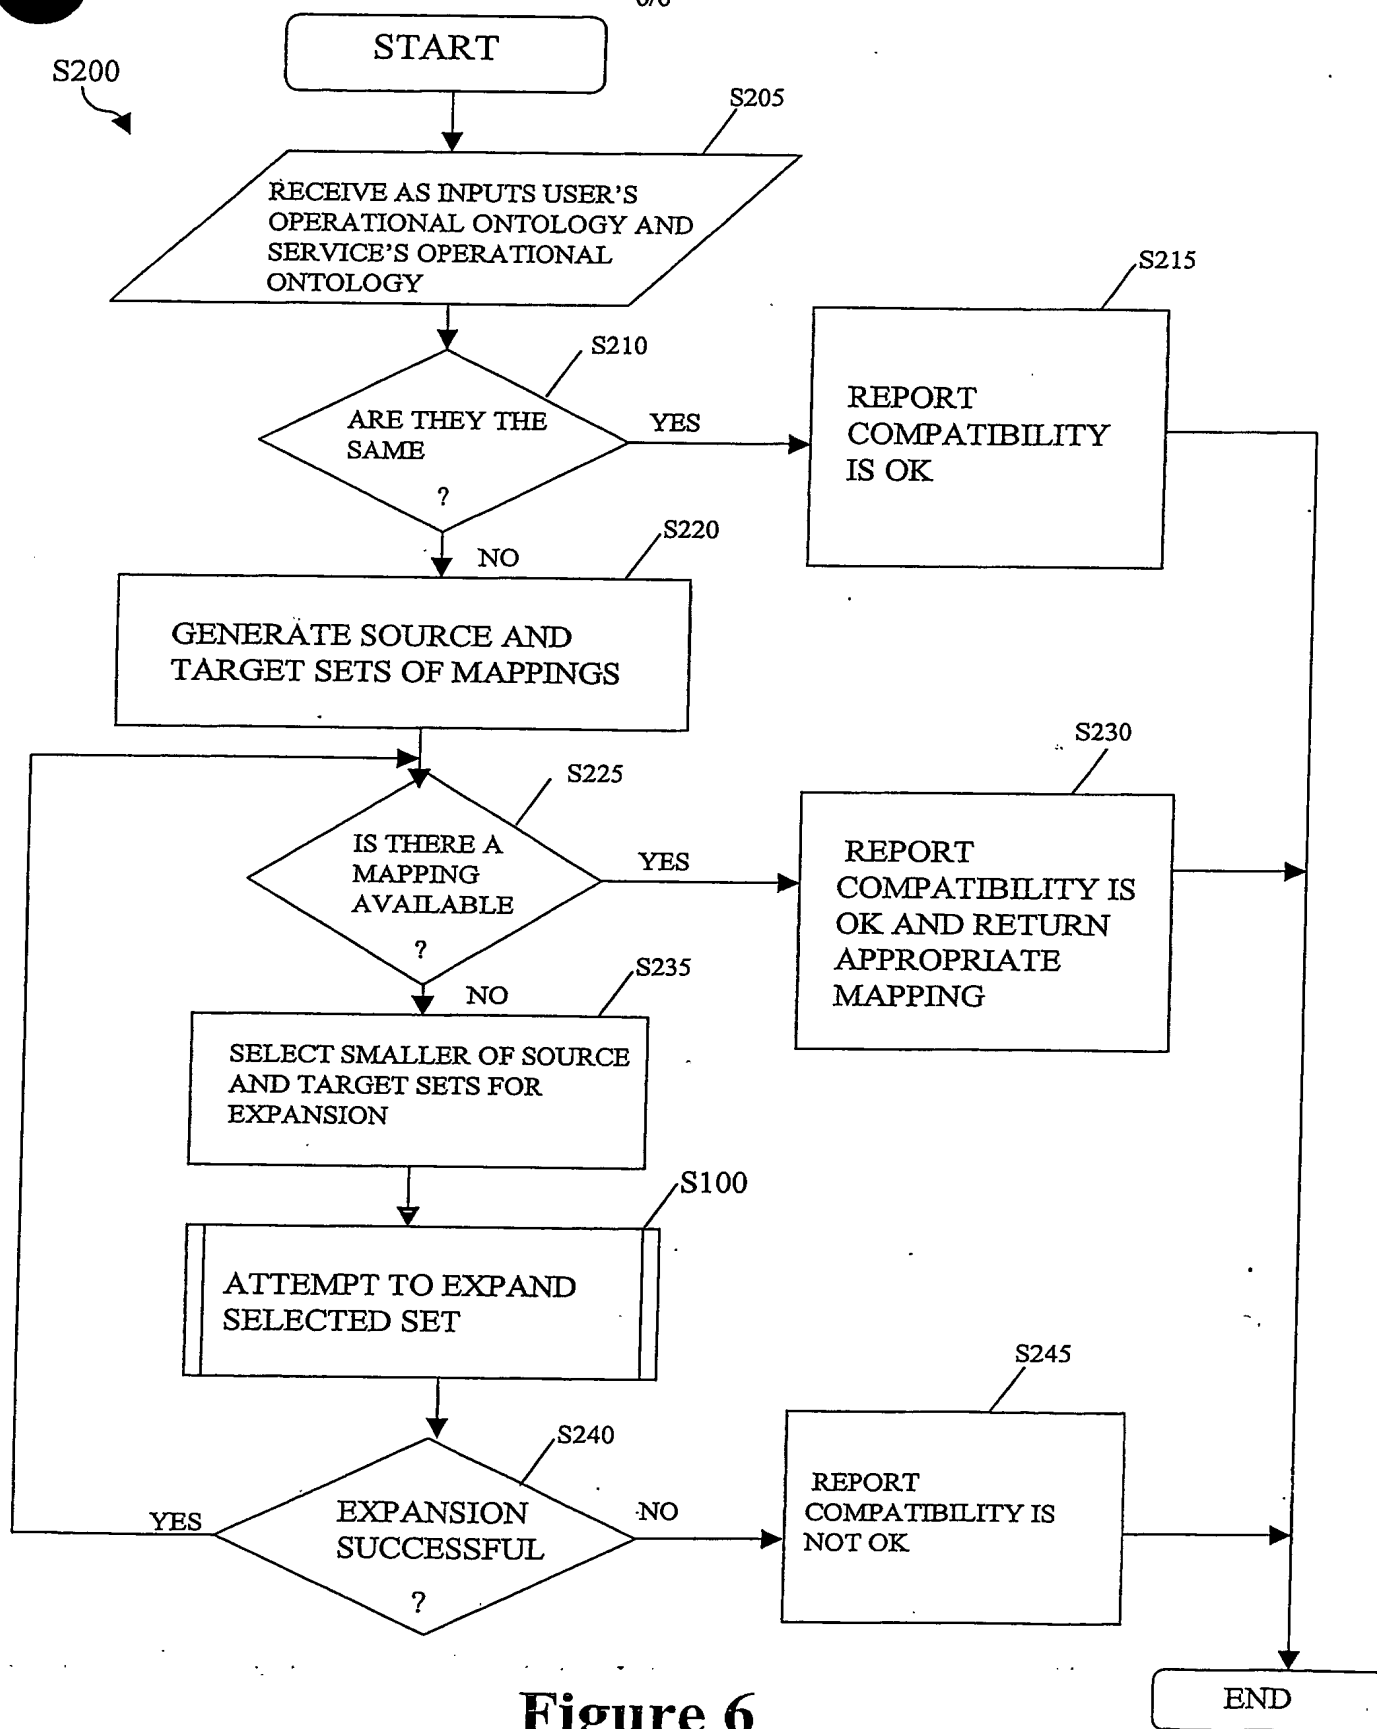 START
S200
S205
RECEIVE AS INPUTS USER'S
OPERATIONAL ONTOLOGY AND
SERVICE'S OPERATIONAL
ONTOLOGY
S215
S210
ARE THEY THE
SAME
?
YES
REPORT
COMPATIBILITY
IS OK
NO
S220
GENERATE SOURCE AND
TARGET SETS OF MAPPINGS
S230
S225
IS THERE A
MAPPING
AVAILABLE
?
YES
REPORT
COMPATIBILITY IS
OK AND RETURN
APPROPRIATE
MAPPING
NO
S235
SELECT SMALLER OF SOURCE
AND TARGET SETS FOR
EXPANSION
S100
ATTEMPT TO EXPAND
SELECTED SET
S245
S240
YES
EXPANSION
SUCCESSFUL
?
NO
REPORT
COMPATIBILITY IS
NOT OK
END
Figure 6